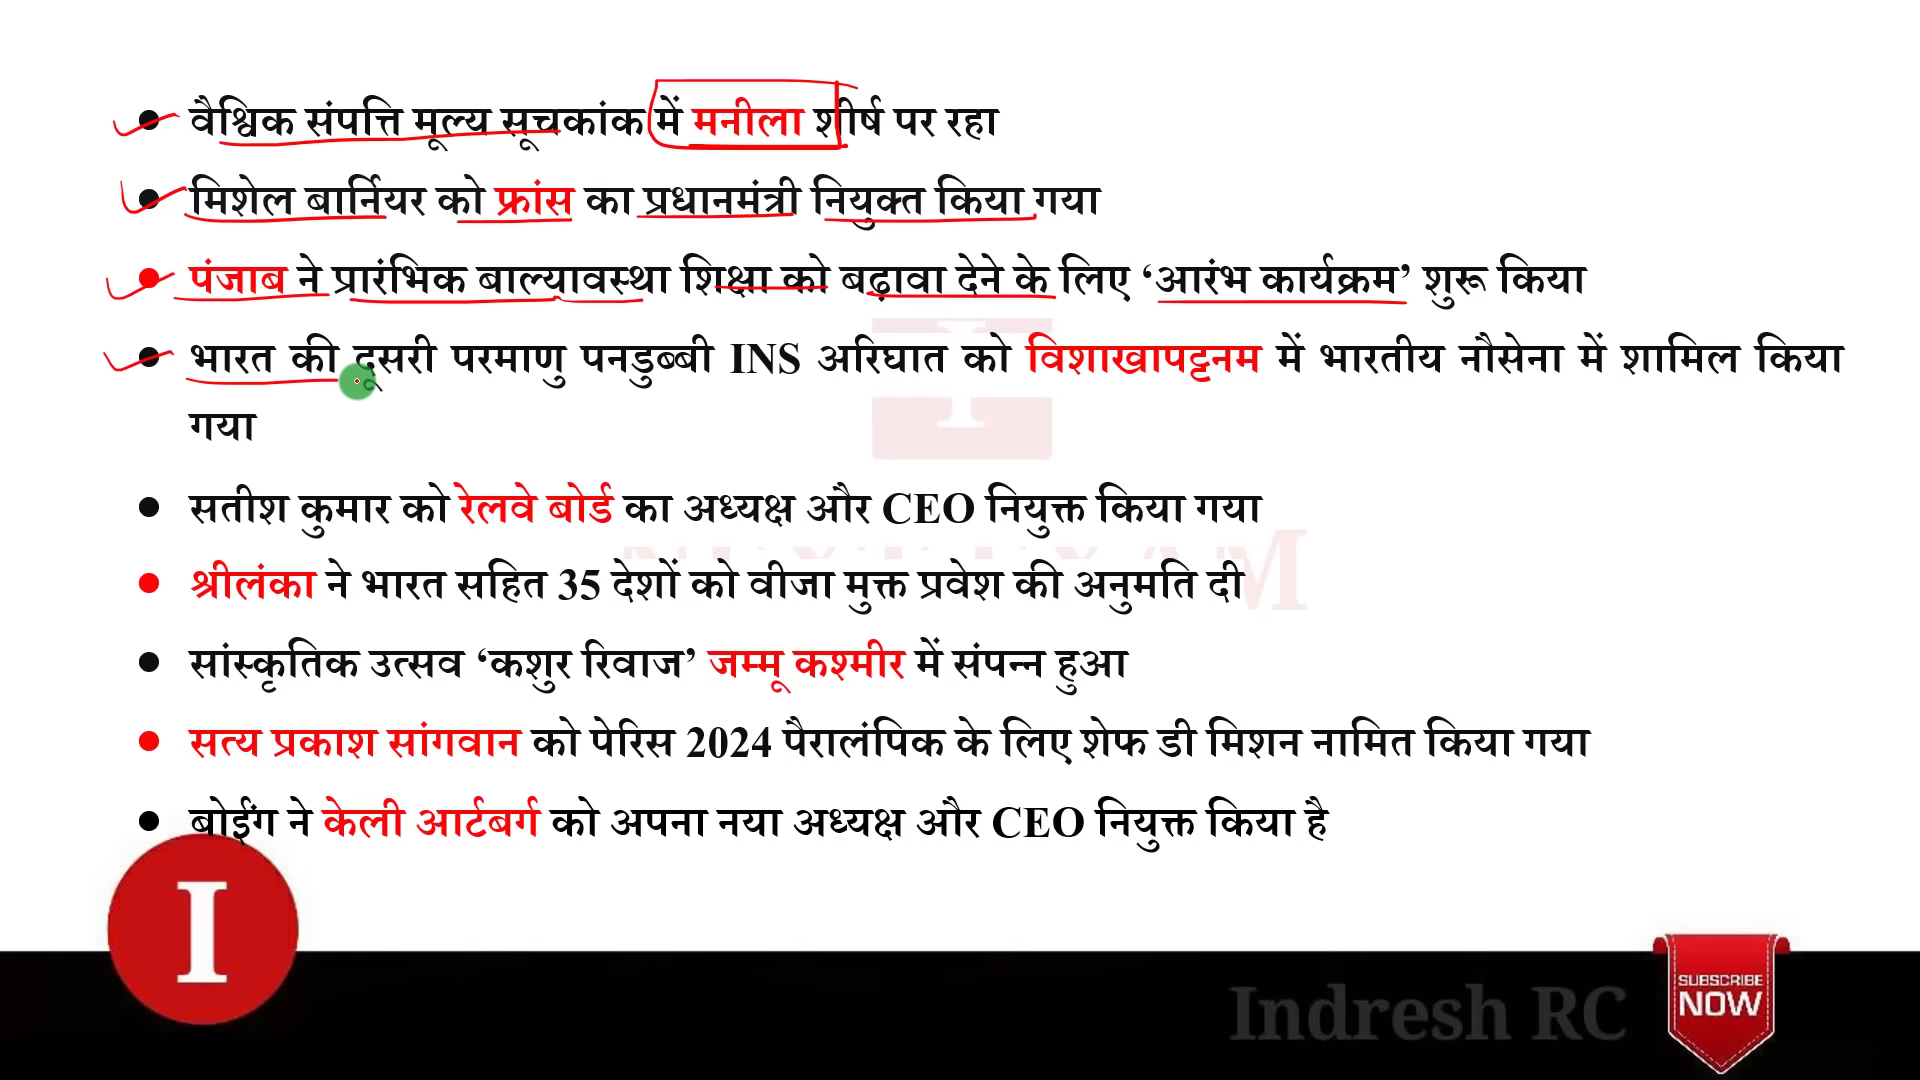 • वैश्विक संपत्ति मूल्य सूचकांक में मनीला शीर्ष पर रहा
• मिशेल बार्नियर को फ्रांस का प्रधानमंत्री नियुक्त किया गया
• पंजाब ने प्रारंभिक बाल्यावस्था शिक्षा को बढ़ावा देने के लिए ‘आरंभ कार्यक्रम’ शुरू किया
• भारत की दूसरी परमाणु पनडुब्बी INS अरिघात को विशाखापट्टनम में भारतीय नौसेना में शामिल किया
गया
• सतीश कुमार को रेलवे बोर्ड का अध्यक्ष और CEO नियुक्त किया गया
• श्रीलंका ने भारत सहित 35 देशों को वीजा मुक्त प्रवेश की अनुमति दी
• सांस्कृतिक उत्सव ‘कशुर रिवाज’ जम्मू कश्मीर में संपन्न हुआ
• सत्य प्रकाश सांगवान को पेरिस 2024 पैरालंपिक के लिए शेफ डी मिशन नामित किया गया
• बोईंग ने केली आर्टबर्ग को अपना नया अध्यक्ष और CEO नियुक्त किया है
I
Indresh RC
SUBSCRIBE
NOW